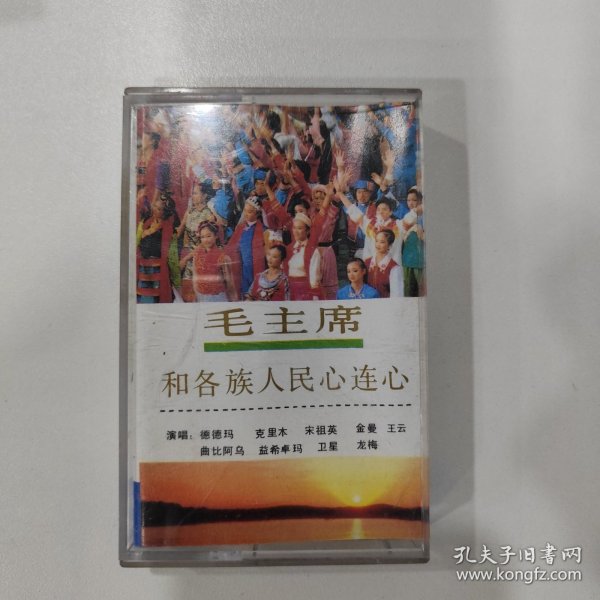 毛主席
和各族人民心连心
演唱：德德玛 克里木 宋祖英 金曼 王云
曲比阿乌 益希卓玛 卫星 龙梅
孔夫子旧书网
www.kongfz.com